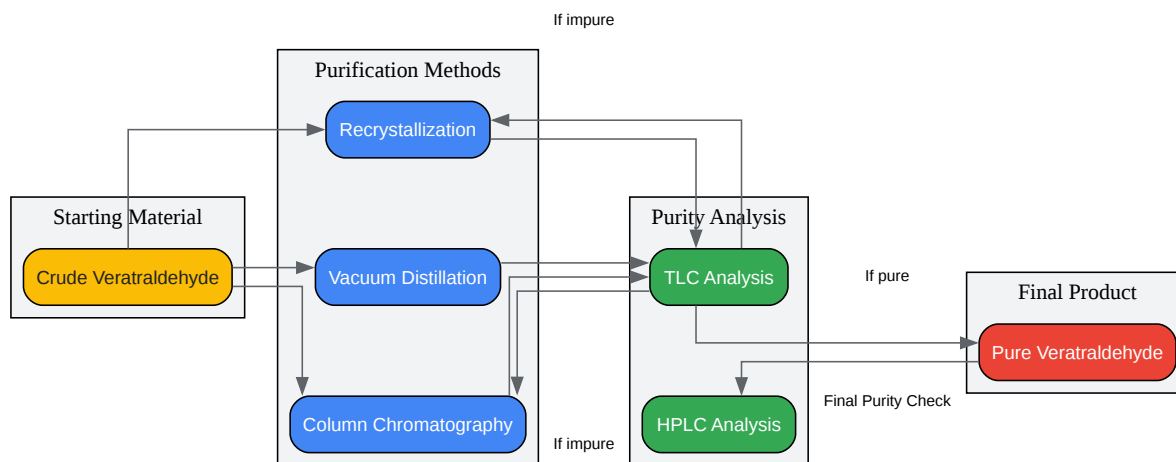 If impure
Purification Methods
Recrystallization
Starting Material
Purity Analysis
Crude Veratraldehyde
Vacuum Distillation
TLC Analysis
If pure
Final Product
Pure Veratraldehyde
Final Purity Check
Column Chromatography
HPLC Analysis
If impure